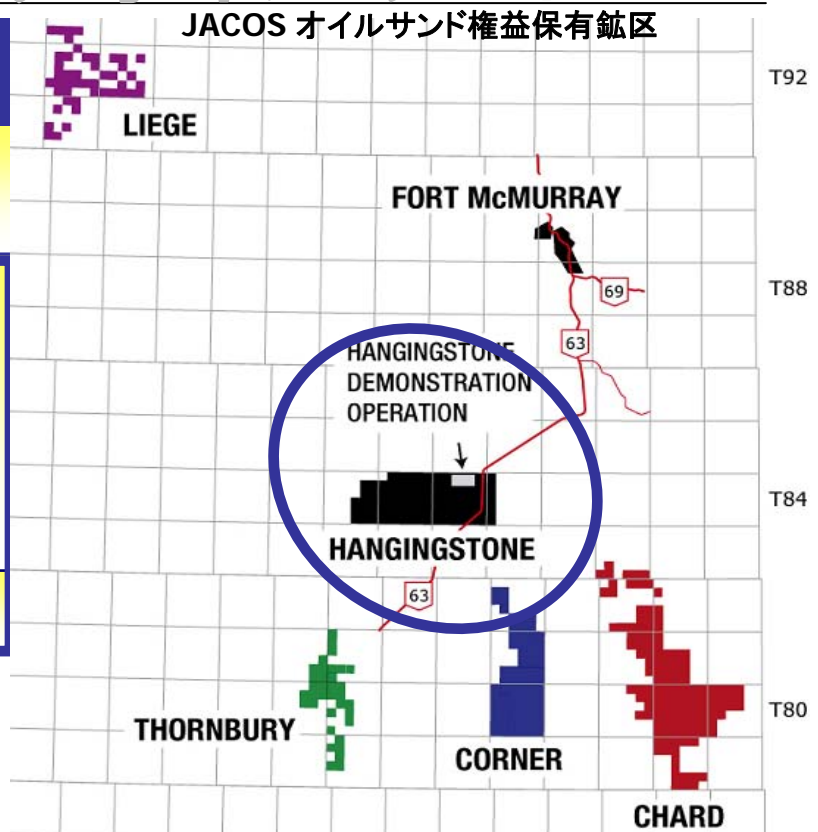 JACOS オイルサンド権益保有鉱区
T92
LIEGE
FORT McMURRAY
69
T88
63
HANGINGSTONE
DEMONSTRATION
OPERATION
T84
HANGINGSTONE
63
T80
THORNBURY
CORNER
CHARD